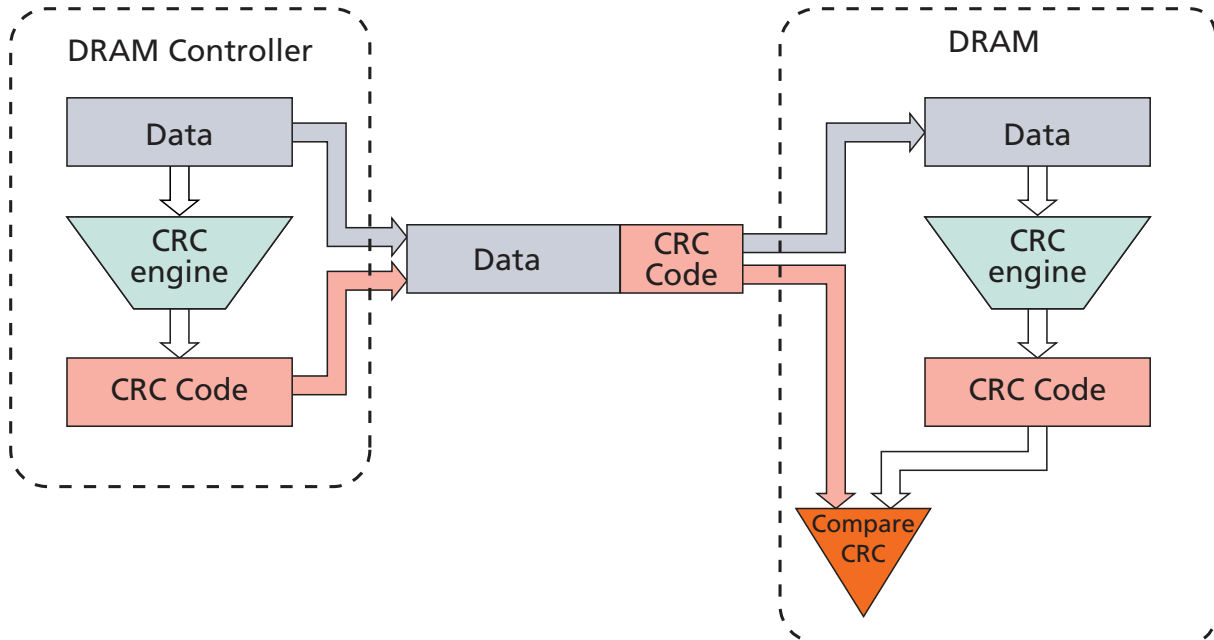 DRAM Controller
Data
CRC
engine
CRC Code
Data
CRC
Code
DRAM
Data
CRC
engine
CRC Code
Compare
CRC